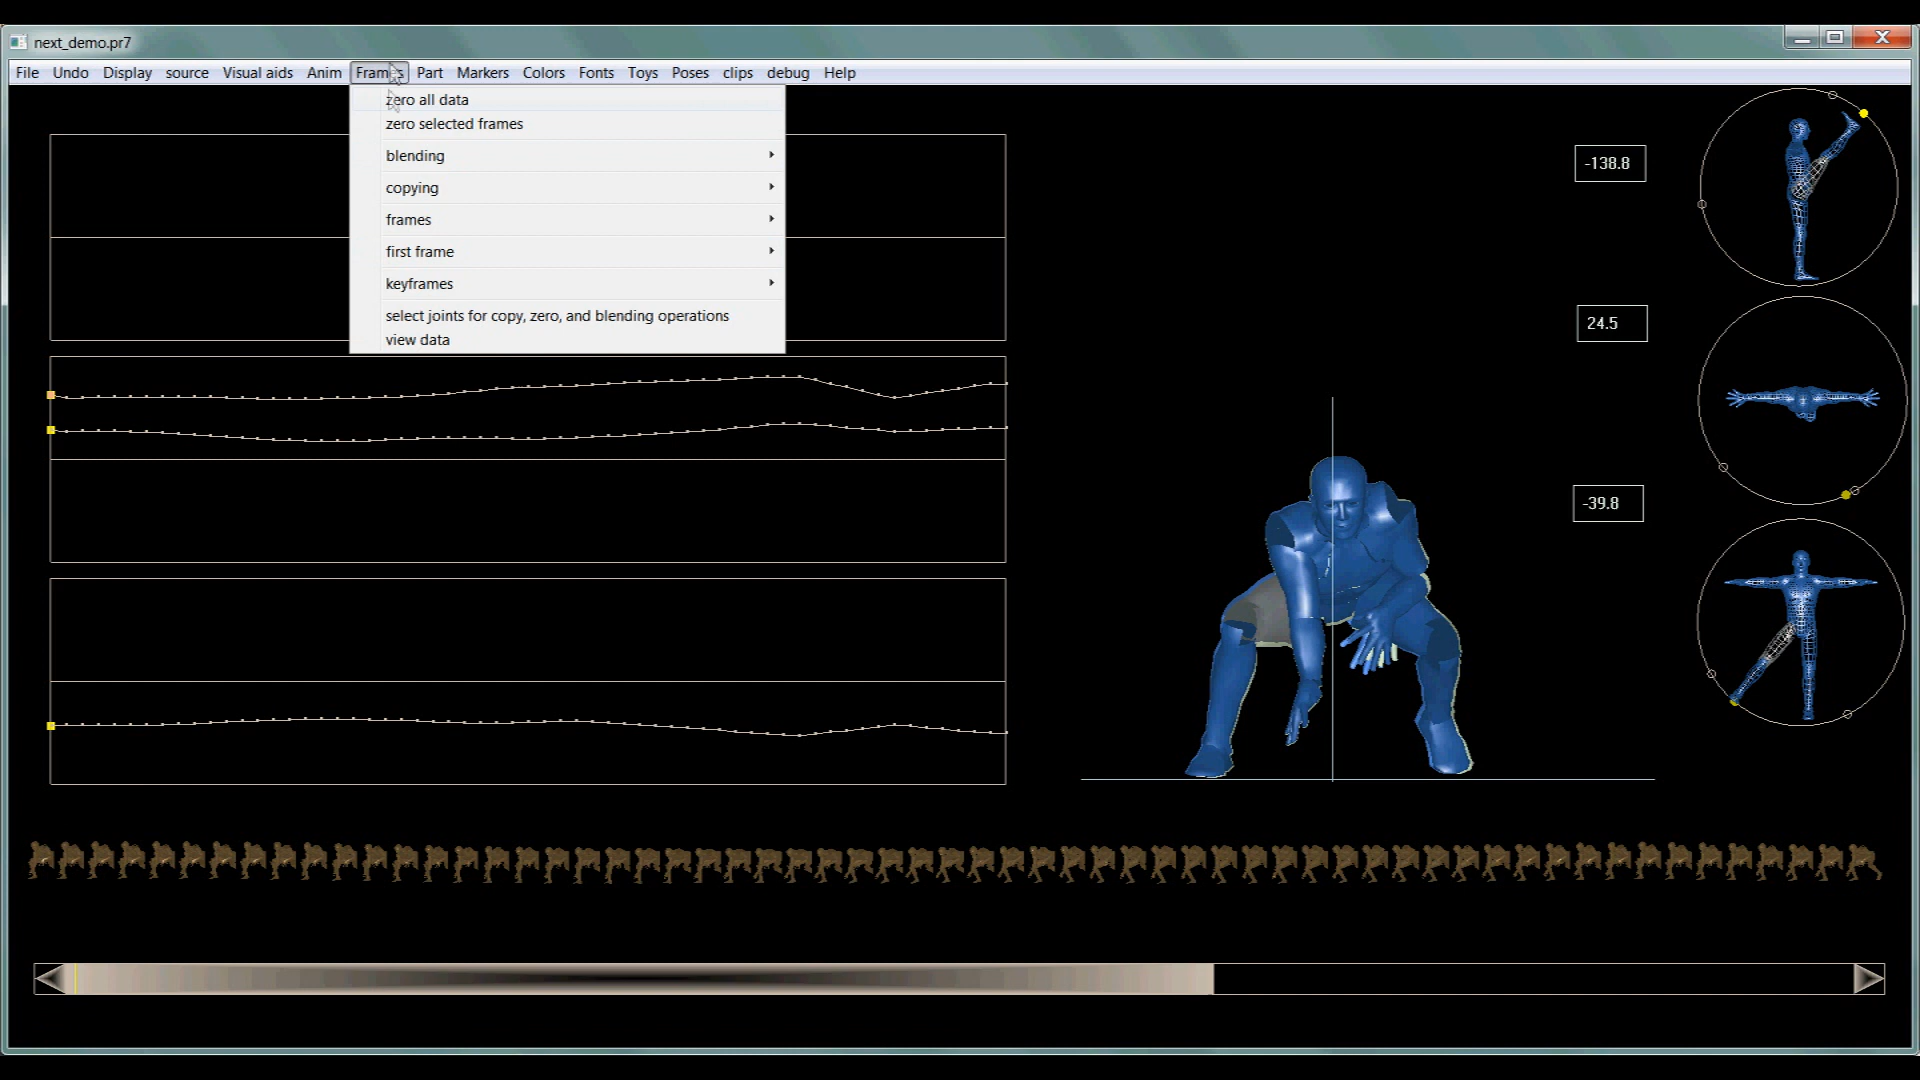 next_demo.pr7
File Undo Display source Visual aids Anim Frames Part Markers Colors Fonts Toys Poses clips debug Help
zero all data
zero selected frames
blending
copying
frames
first frame
keyframes
select joints for copy, zero, and blending operations
view data
-138.8
24.5
-39.8